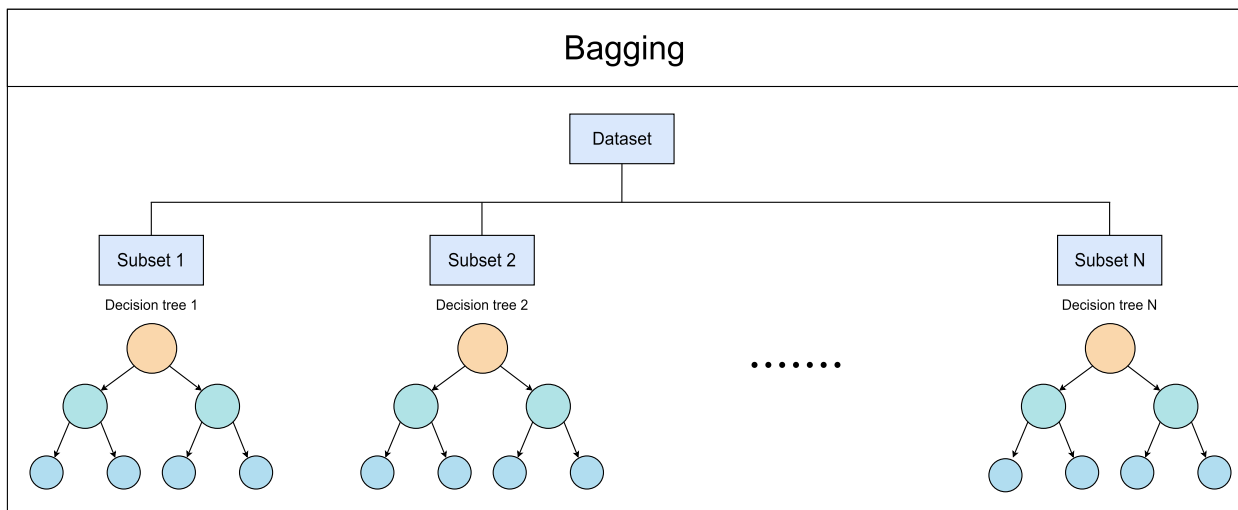 Bagging
Dataset
Subset 1
Subset 2
Subset N
Decision tree 1
Decision tree 2
Decision tree N
.......